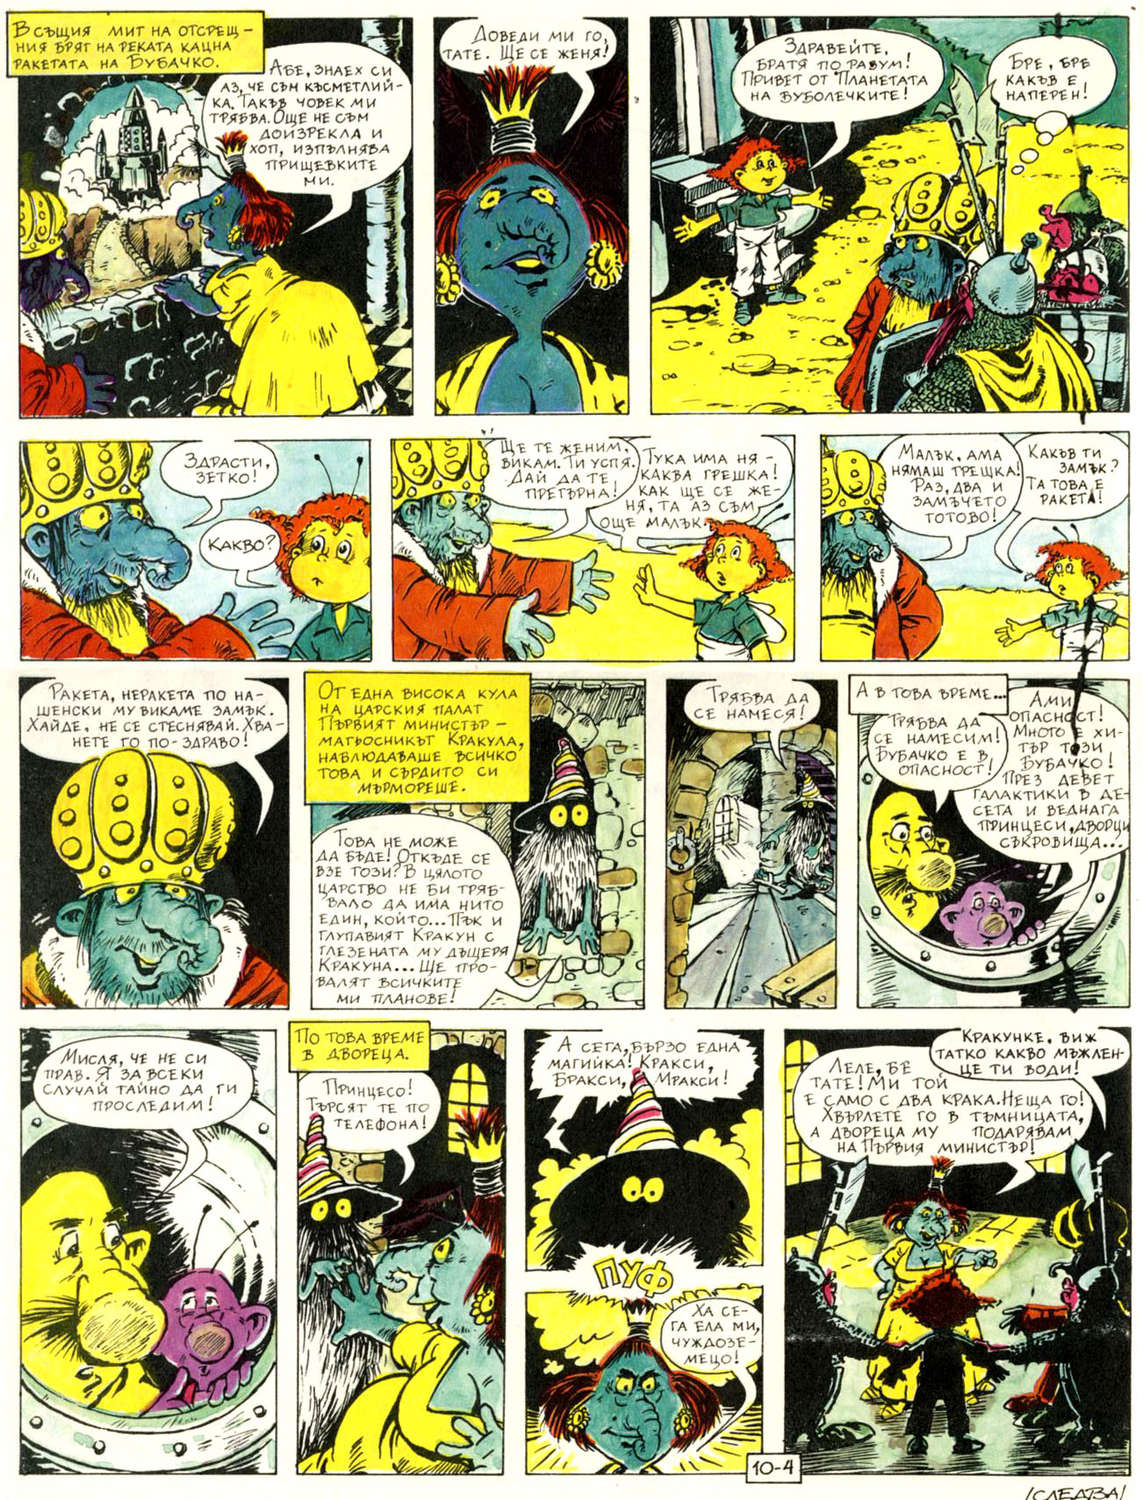 В СЪЩИЯ МИТ НА ОТСРЕЩ-
НИЯ БРЯГ НА РЕКАТА КАЦНА
РАКЕТАТА НА БУБАЧКО.
АБЕ, ЗНАЕХ СИ
АЗ, ЧЕ СЪМ КЪСМЕТЛИЙ-
КА. ТАКЪВ ЧОВЕК МИ
ТРЯБВА. ОЩЕ НЕ СЪМ
ДОИЗРЕКЛА И
ХОП, ИЗПЪЛНЯВА
ПРИЩЕВКИТЕ
МИ.
ДОВЕДИ МИ ГО,
ТАТЕ. ЩЕ СЕ ЖЕНЯ!
ЗДРАВЕЙТЕ,
БРАТЯ ПО РАЗУМ!
ПРИВЕТ ОТ ПЛАНЕТАТА
НА БУБОЛЕЧКИТЕ!
БРЕ, БРЕ
КАКЪВ Е
НАПЕРЕН!
ЗДРАСТИ,
ЗЕТКО!
КАКВО?
ЩЕ ТЕ ЖЕНИМ,
ВИКАМ. ТИ УСПЯ.
ДАЙ ДА ТЕ
ПРЕГЪРНА!
ТУКА ИМА НЯ-
КАКВА ГРЕШКА!
КАК ЩЕ СЕ ЖЕ-
НЯ, ТА АЗ СЪМ
ОЩЕ МАЛЪК.
МАЛЪК, АМА
НЯМАШ ГРЕШКА!
РАЗ, ДВА И
ЗАМЪЧЕТО
ГОТОВО!
КАКЪВ ТИ
ЗАМЪК?
ТА ТОВА Е
РАКЕТА!
РАКЕТА, НЕРАКЕТА ПО НА-
ШЕНСКИ МУ ВИКАМЕ ЗАМЪК.
ХАЙДЕ, НЕ СЕ СТЕСНЯВАЙ. ХВА-
НЕТЕ ГО ПО-ЗДРАВО!
ОТ ЕДНА ВИСОКА КУЛА
НА ЦАРСКИЯ ПАЛАТ
ПЪРВИЯТ МИНИСТЪР-
МАГЬОСНИКЪТ КРАКУЛА,
НАБЛЮДАВАШЕ ВСИЧКО
ТОВА И СЪРДИТО СИ
МЪРМОРЕШЕ.
ТОВА НЕ МОЖЕ
ДА БЪДЕ! ОТКЪДЕ СЕ
ВЗЕ ТОЗИ? В ЦЯЛОТО
ЦАРСТВО НЕ БИ ТРЯБ-
ВАЛО ДА ИМА НИТО
ЕДИН, КОЙТО... ПЪК И
ГЛУПАВИЯТ КРАКУН С
ГЛЕЗЕНАТА МУ ДЪЩЕРЯ
КРАКУНА... ЩЕ ПРО-
ВАЛЯТ ВСИЧКИТЕ
МИ ПЛАНОВЕ!
ТРЯБВА ДА
СЕ НАМЕСЯ!
А В ТОВА ВРЕМЕ...
ТРЯБВА ДА
СЕ НАМЕСИМ!
БУБАЧКО Е В
ОПАСНОСТ!
АМИ
ОПАСНОСТ!
МНОГО Е ХИ-
ТЪР ТОЗИ
БУБАЧКО!
ПРЕЗ ДЕВЕТ
ГАЛАКТИКИ В ДЕ-
СЕТА И ВЕДНАГА
ПРИНЦЕСИ, ДВОРЦИ
СЪКРОВИЩА...
МИСЛЯ, ЧЕ НЕ СИ
ПРАВ. Я ЗА ВСЕКИ
СЛУЧАЙ ТАЙНО ДА ГИ
ПРОСЛЕДИМ!
ПО ТОВА ВРЕМЕ
В ДВОРЕЦА.
ПРИНЦЕСО!
ТЪРСЯТ ТЕ ПО
ТЕЛЕФОНА!
А СЕГА, БЪРЗО ЕДНА
МАГИЙКА! КРАКСИ,
БРАКСИ, МРАКСИ!
ПУФ
ХА СЕ-
ГА ЕЛА МИ,
ЧУЖДОЗЕ-
МЕЦО!
КРАКУНКЕ, ВИЖ
ТАТКО КАКВО МЪЖЛЕН-
ЦЕ ТИ ВОДИ!
ЛЕЛЕ, БЕ
ТАТЕ! МИ ТОЙ
Е САМО С ДВА КРАКА. НЕЩА ГО!
ХВЪРЛЕТЕ ГО В ТЪМНИЦАТА,
А ДВОРЕЦА МУ ПОДАРЯВАМ
НА ПЪРВИЯ МИНИСТЪР!
10-4
/СЛЕДВА/